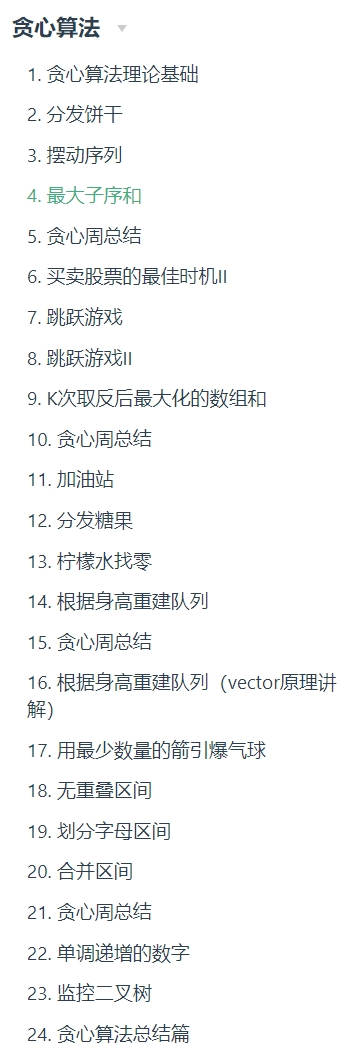 贪心算法
1. 贪心算法理论基础
2. 分发饼干
3. 摆动序列
4. 最大子序和
5. 贪心周总结
6. 买卖股票的最佳时机II
7. 跳跃游戏
8. 跳跃游戏II
9. K次取反后最大化的数组和
10. 贪心周总结
11. 加油站
12. 分发糖果
13. 柠檬水找零
14. 根据身高重建队列
15. 贪心周总结
16. 根据身高重建队列（vector原理讲
解）
17. 用最少数量的箭引爆气球
18. 无重叠区间
19. 划分字母区间
20. 合并区间
21. 贪心周总结
22. 单调递增的数字
23. 监控二叉树
24. 贪心算法总结篇